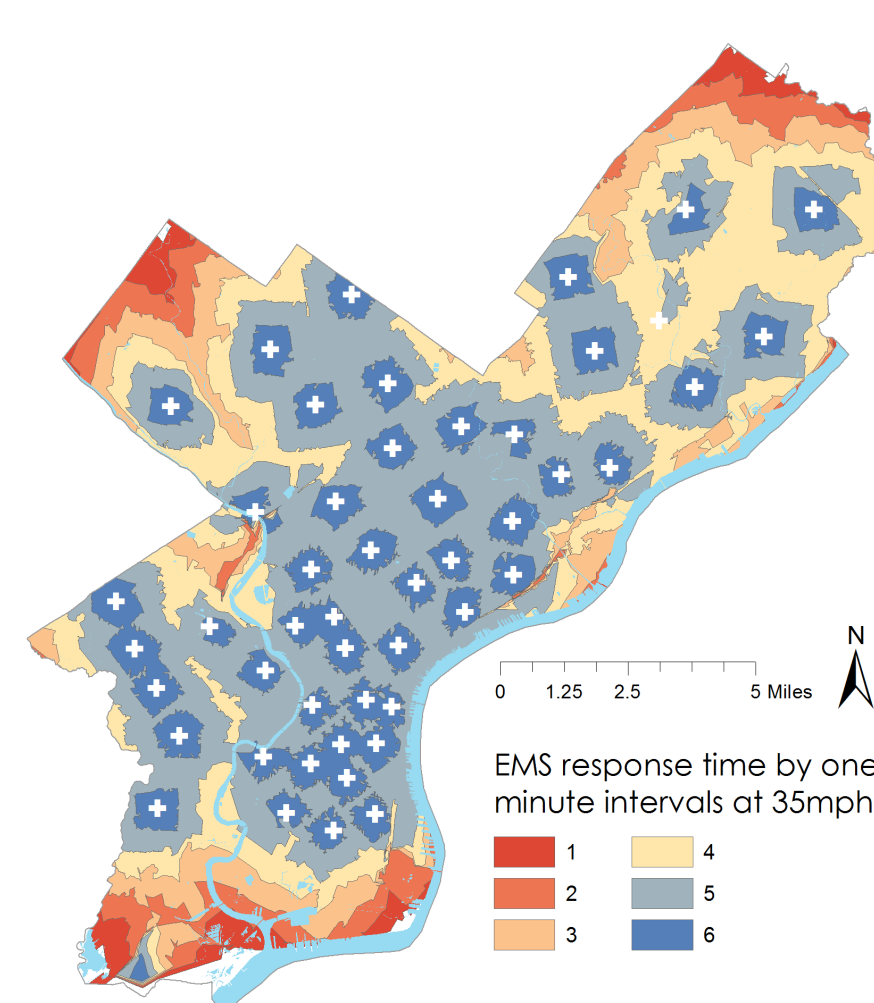 N
0 1.25 2.5 5 Miles
EMS response time by one
minute intervals at 35mph
1 4
2 5
3 6